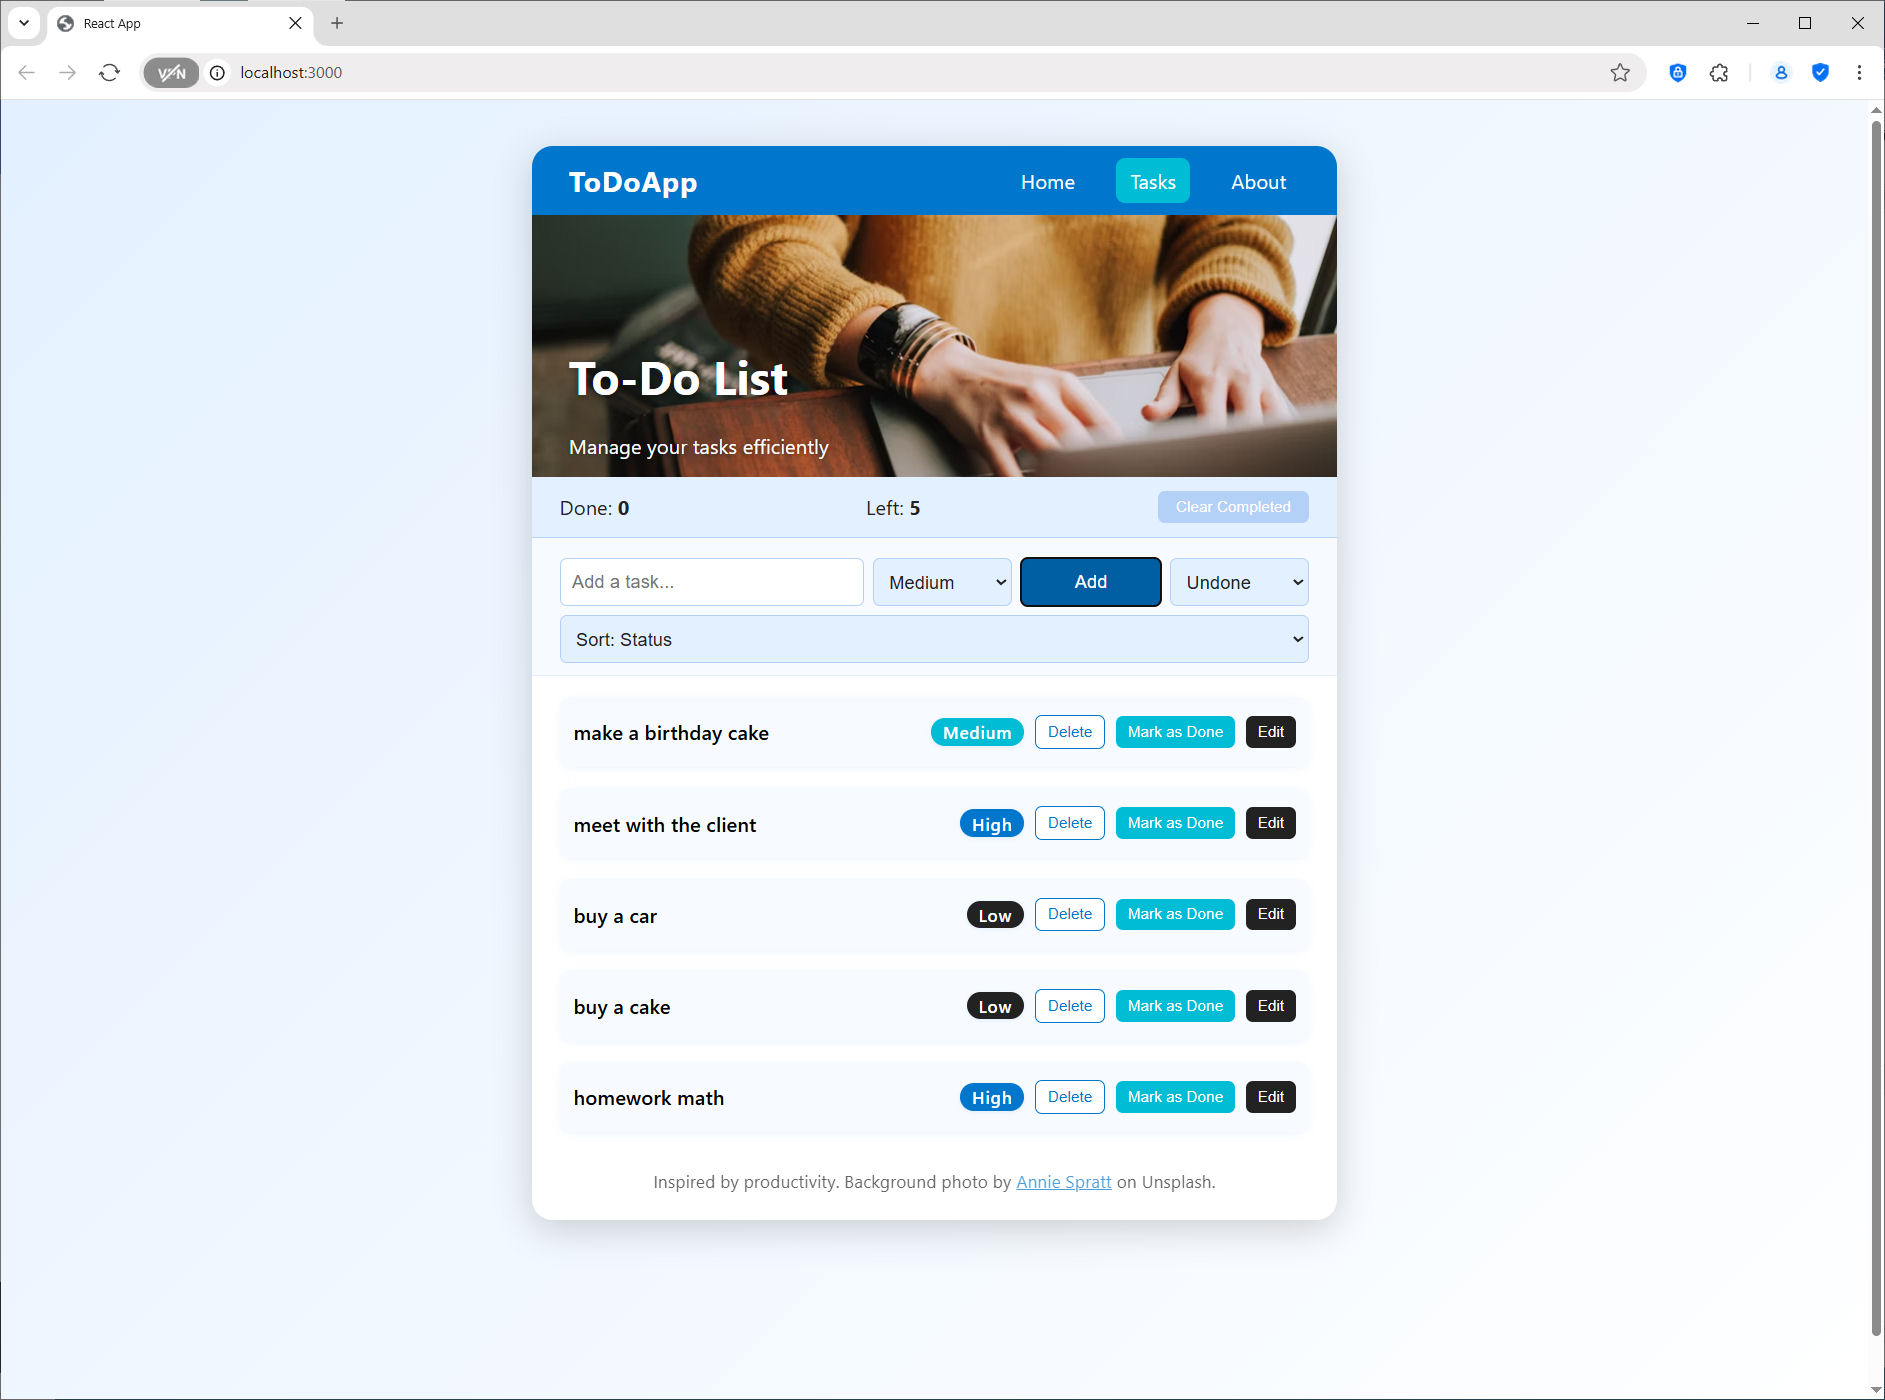 React App
VPN
localhost:3000
ToDoApp
Home
Tasks
About
To-Do List
Manage your tasks efficiently
Done: 0
Left: 5
Clear Completed
Add a task...
Medium
Add
Undone
Sort: Status
make a birthday cake
Medium
Delete
Mark as Done
Edit
meet with the client
High
Delete
Mark as Done
Edit
buy a car
Low
Delete
Mark as Done
Edit
buy a cake
Low
Delete
Mark as Done
Edit
homework math
High
Delete
Mark as Done
Edit
Inspired by productivity. Background photo by Annie Spratt on Unsplash.